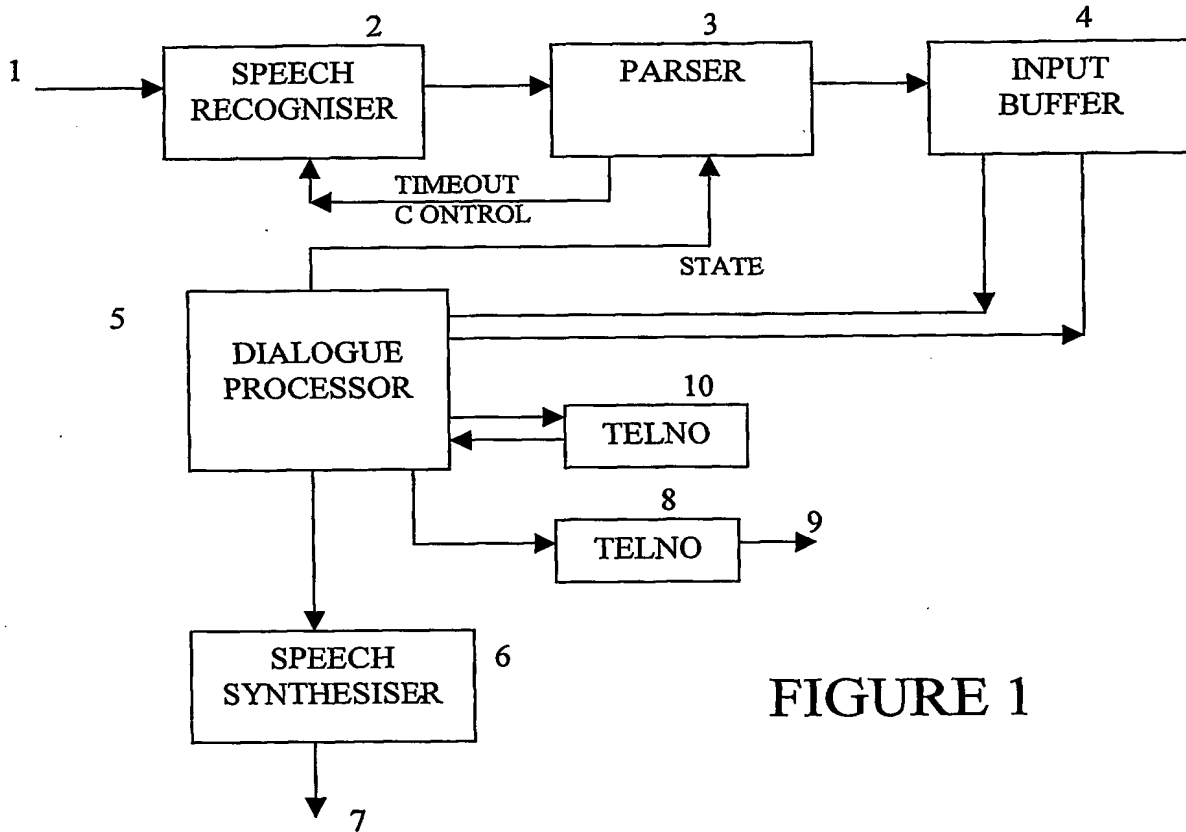 1
2
SPEECH
RECOGNISER
3
PARSER
4
INPUT
BUFFER
TIMEOUT
C ONTROL
STATE
5
DIALOGUE
PROCESSOR
10
TELNO
8
TELNO
9
SPEECH
SYNTHESISER
6
7
FIGURE 1